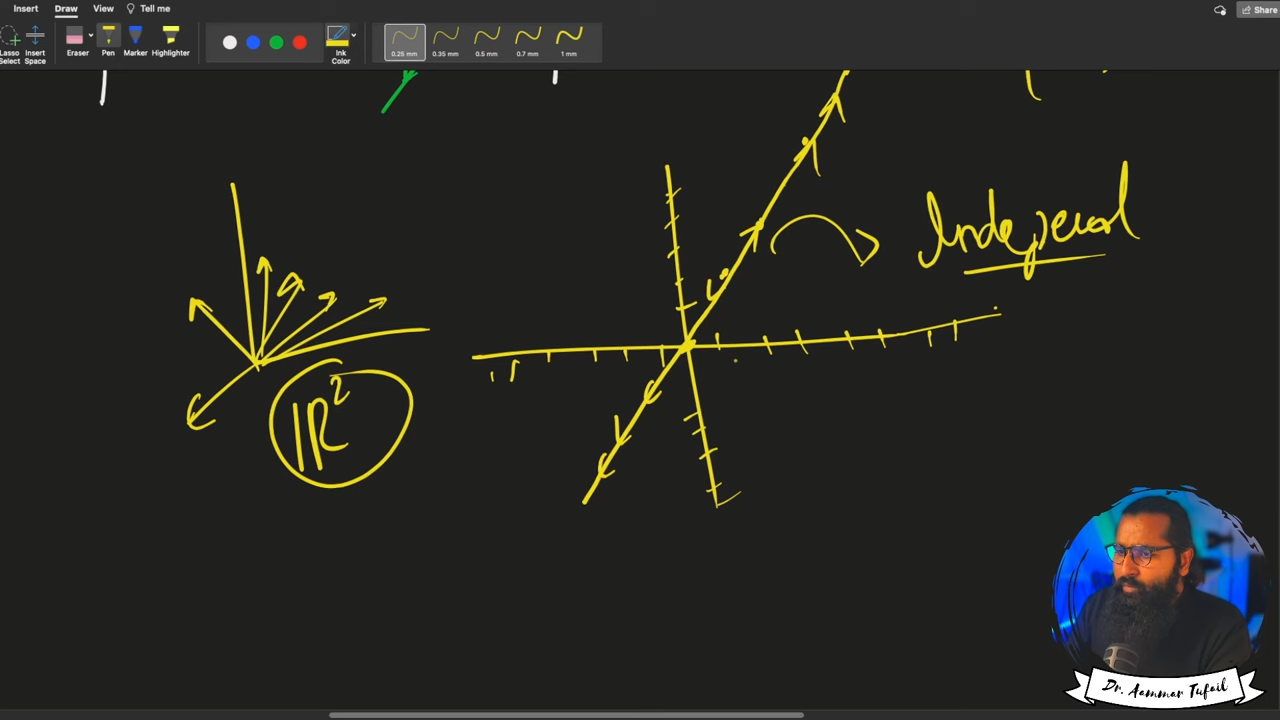 Insert Draw View Tell me
Share
Lasso Select
Insert Space
Eraser
Pen
Marker
Highlighter
Ink Color
0.25 mm
0.35 mm
0.5 mm
0.7 mm
1 mm
ℝ²
Dr. Aammar Tufail